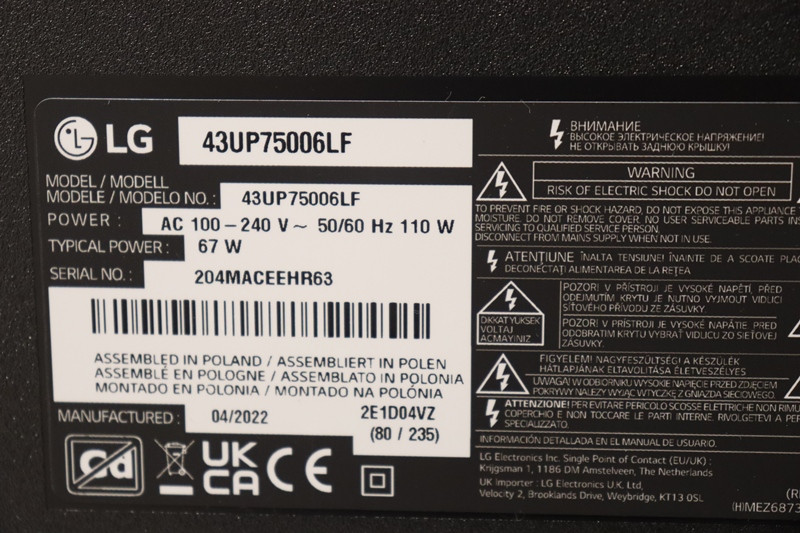 LG 43UP75006LF
MODEL / MODELL
MODELE / MODELO NO. : 43UP75006LF
POWER : AC 100-240 V ~ 50/60 Hz 110 W
TYPICAL POWER : 67 W
SERIAL NO. : 204MACEEHR63
ASSEMBLED IN POLAND / ASSEMBLIERT IN POLEN
ASSEMBLÉ EN POLOGNE / ASSEMBLATO IN POLONIA
MONTADO EN POLONIA / MONTADO NA POLÓNIA
MANUFACTURED : 04/2022 2E1D04VZ
(80 / 235)
Cd
UK
CA CE
ВНИМАНИЕ
ВЫСОКОЕ ЭЛЕКТРИЧЕСКОЕ НАПРЯЖЕНИЕ!
НЕ ОТКРЫВАТЬ ЗАДНЮЮ КРЫШКУ!
WARNING
RISK OF ELECTRIC SHOCK DO NOT OPEN
TO PREVENT FIRE OR SHOCK HAZARD, DO NOT EXPOSE THIS APPLIANCE
MOISTURE. DO NOT REMOVE COVER. NO USER SERVICEABLE PARTS INS
SERVICING TO QUALIFIED SERVICE PERSON.
DISCONNECT FROM MAINS SUPPLY WHEN NOT IN USE.
ATENȚIUNE ÎNALTA TENSIUNE! ÎNAINTE DE A SCOATE PLAC
DECONECTAȚI ALIMENTAREA DE LA REȚEA
DİKKAT YUKSEK
VOLTAJ
ACMAYINIZ
POZOR! V PŘÍSTROJI JE VYSOKÉ NAPĚTÍ, PŘED
ODEJMUTÍM KRYTU JE NUTNO VYJMOUT VIDLICI
SÍŤOVÉHO PŘÍVODU ZE ZÁSUVKY.
POZOR! V PRÍSTROJI JE VYSOKÉ NAPÄTIE PRED
ODOBRATÍM KRYTU VYBRAŤ VIDLICU ZO SIEŤOVEJ
ZÁSUVKY.
FIGYELEM! NAGYFESZÜLTSÉG! A KÉSZÜLÉK
HÁTLAPJÁNAK ELTÁVOLÍTÁSA ÉLETVESZÉLYES
UWAGA! W ODBIORNIKU WYSOKIE NAPIĘCIE PRZED ZDJĘCIEM
POKRYWY NALEŻY WYJĄĆ WTYCZKĘ Z GNIAZDA SIECIOWEGO
ATTENZIONE! PER EVITARE PERICOLO SCOSSE ELETTRICHE NON RIMU
COPERCHIO E NON TOCCARE LE PARTI INTERNE. RIVOLGETEVI A PER
SPECIALIZZATO.
INFORMACIÓN DETALLADA EN EL MANUAL DE USUARIO.
LG Electronics Inc. Single Point of Contact (EU/UK) :
Krijgsman 1, 1186 DM Amstelveen, The Netherlands
UK Importer : LG Electronics U.K. Ltd,
Velocity 2, Brooklands Drive, Weybridge, KT13 0SL
(R
(H)MEZ6873